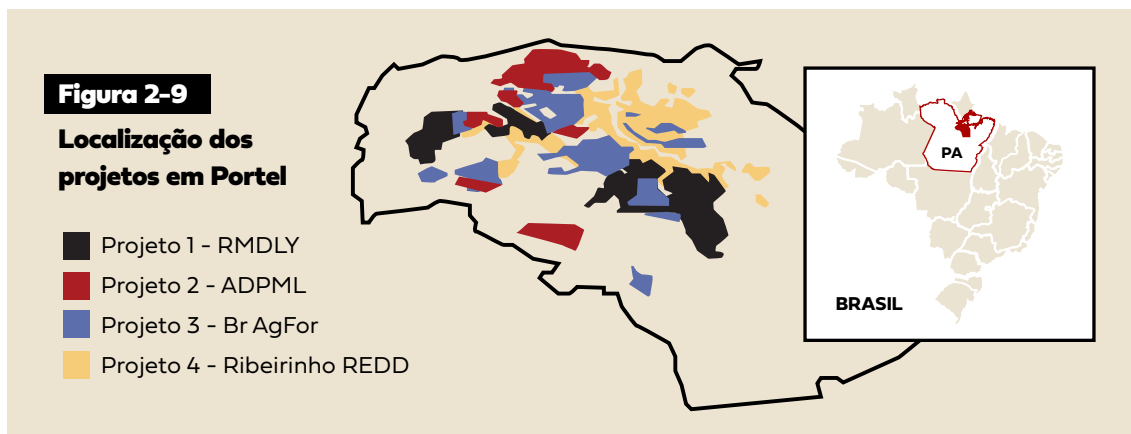 Figura 2-9
Localização dos
projetos em Portel
Projeto 1 - RMDLY
Projeto 2 - ADPML
Projeto 3 - Br AgFor
Projeto 4 - Ribeirinho REDD
PA
BRASIL